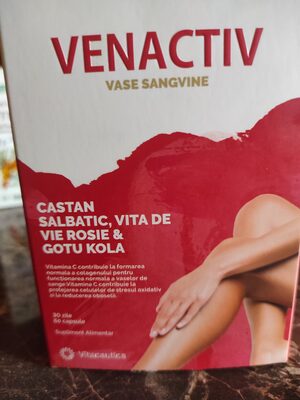 VENACTIV
VASE SANGVINE
CASTAN
SALBATIC, VITA DE
VIE ROSIE &
GOTU KOLA
Vitamina C contribuie la formarea
normala a colagenului pentru
functionarea normala a vaselor de
sange Vitamina C contribuie la
protejarea celulelor de stresul oxidativ
si la reducerea oboselii.
30 zile
60 capsule
Supliment Alimentar
Vitaceutica